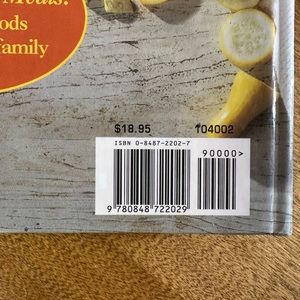 Meals!
ods
family
$18.95 104002
ISBN 0-8487-2202-7
90000>
9 780848 722029